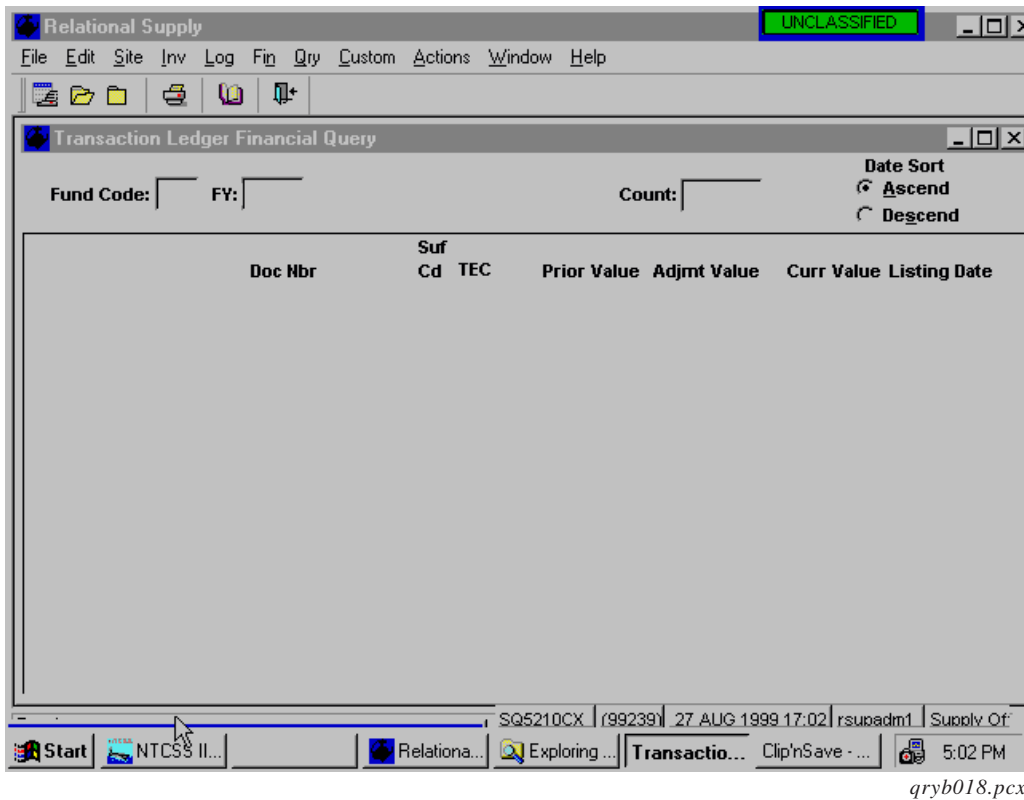 Relational Supply UNCLASSIFIED
File Edit Site Inv Log Fin Qry Custom Actions Window Help
Transaction Ledger Financial Query
Fund Code: FY: Count: Date Sort
Ascend
Descend
Suf
Doc Nbr Cd TEC Prior Value Adjmt Value Curr Value Listing Date
SQ5210CX (99239) 27 AUG 1999 17:02 rsupadm1 Supply Of
Start NTCSS II... Relationa... Exploring ... Transactio... Clip'nSave - ... 5:02 PM
qryb018.pcx